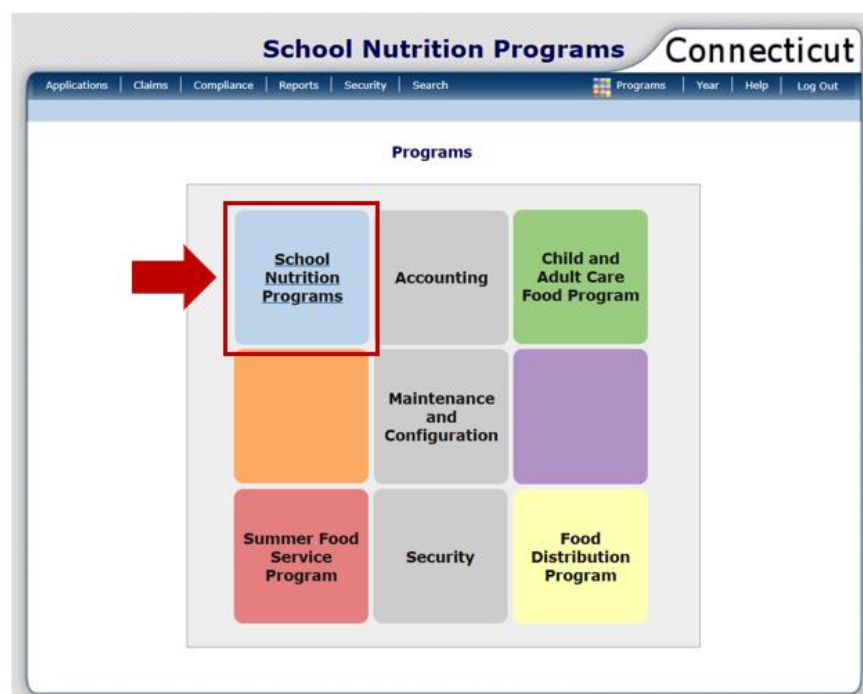 School Nutrition Programs
Connecticut
Applications | Claims | Compliance | Reports | Security | Search
Programs | Year | Help | Log Out
Programs
School
Nutrition
Programs
Accounting
Child and
Adult Care
Food Program
Maintenance
and
Configuration
Summer Food
Service
Program
Security
Food
Distribution
Program